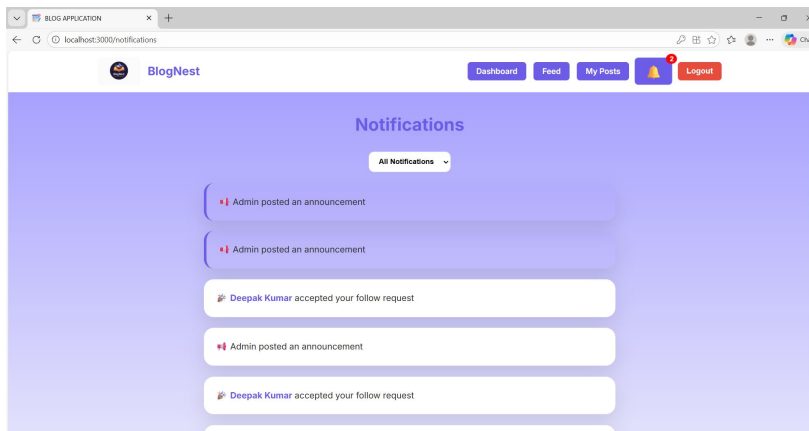 BLOG APPLICATION
localhost:3000/notifications
BlogNest
Dashboard
Feed
My Posts
2
Logout
Notifications
All Notifications
Admin posted an announcement
Admin posted an announcement
Deepak Kumar accepted your follow request
Admin posted an announcement
Deepak Kumar accepted your follow request